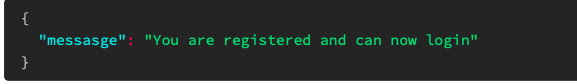 {
"messasge": "You are registered and can now login"
}